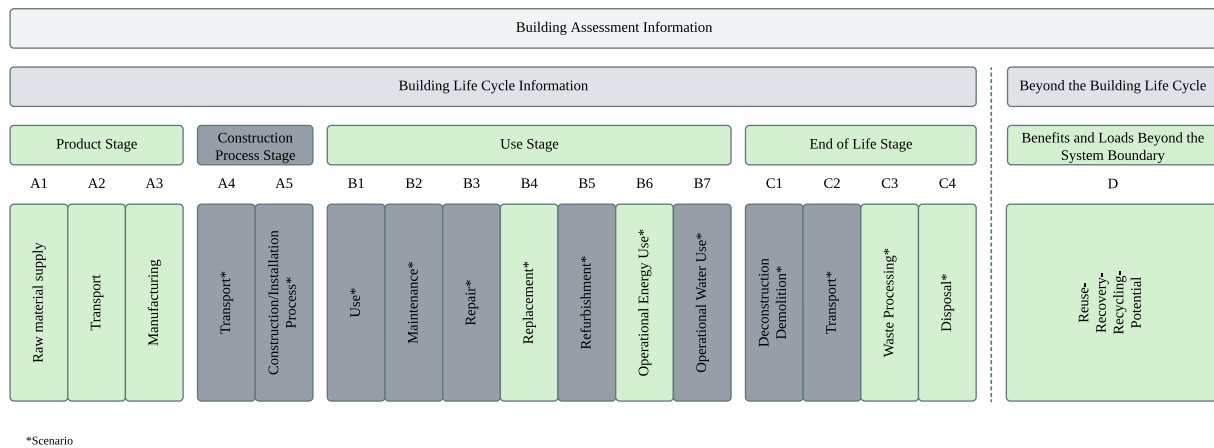 Building Assessment Information
Building Life Cycle Information
Beyond the Building Life Cycle
Product Stage
Construction
Process Stage
Use Stage
End of Life Stage
Benefits and Loads Beyond the
System Boundary
A1
A2
A3
A4
A5
B1
B2
B3
B4
B5
B6
B7
C1
C2
C3
C4
D
Raw material supply
Transport
Manufacturing
Transport*
Construction/Installation
Process*
Use*
Maintenance*
Repair*
Replacement*
Refurbishment*
Operational Energy Use*
Operational Water Use*
Deconstruction
Demolition*
Transport*
Waste Processing*
Disposal*
Reuse-
Recovery-
Recycling-
Potential
*Scenario